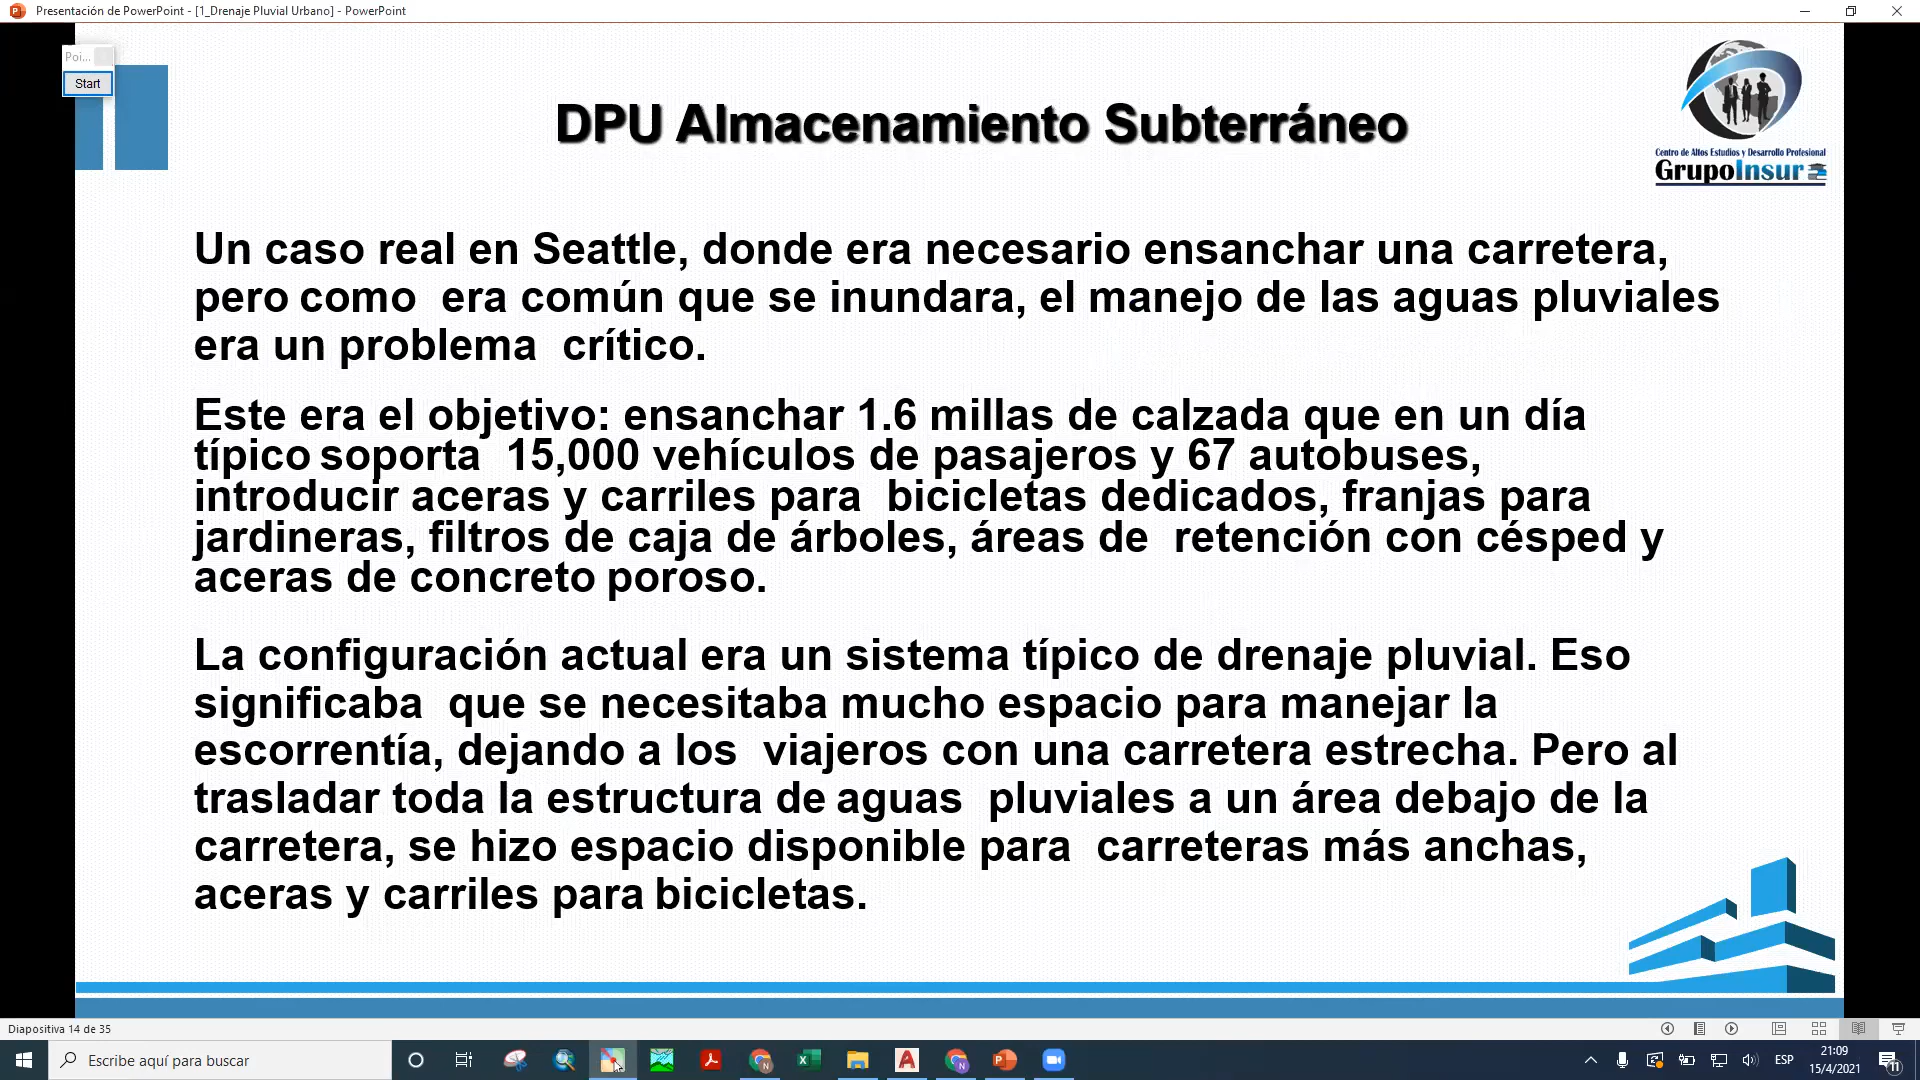 Presentación de PowerPoint - [1_Drenaje Pluvial Urbano] - PowerPoint
Poi...
Start
DPU Almacenamiento Subterráneo
Centro de Altos Estudios y Desarrollo Profesional
GrupoInsur
Un caso real en Seattle, donde era necesario ensanchar una carretera,
pero como era común que se inundara, el manejo de las aguas pluviales
era un problema crítico.
Este era el objetivo: ensanchar 1.6 millas de calzada que en un día
típico soporta 15,000 vehículos de pasajeros y 67 autobuses,
introducir aceras y carriles para bicicletas dedicados, franjas para
jardineras, filtros de caja de árboles, áreas de retención con césped y
aceras de concreto poroso.
La configuración actual era un sistema típico de drenaje pluvial. Eso
significaba que se necesitaba mucho espacio para manejar la
escorrentía, dejando a los viajeros con una carretera estrecha. Pero al
trasladar toda la estructura de aguas pluviales a un área debajo de la
carretera, se hizo espacio disponible para carreteras más anchas,
aceras y carriles para bicicletas.
Diapositiva 14 de 35
Escribe aquí para buscar
ESP
21:09
15/4/2021
11